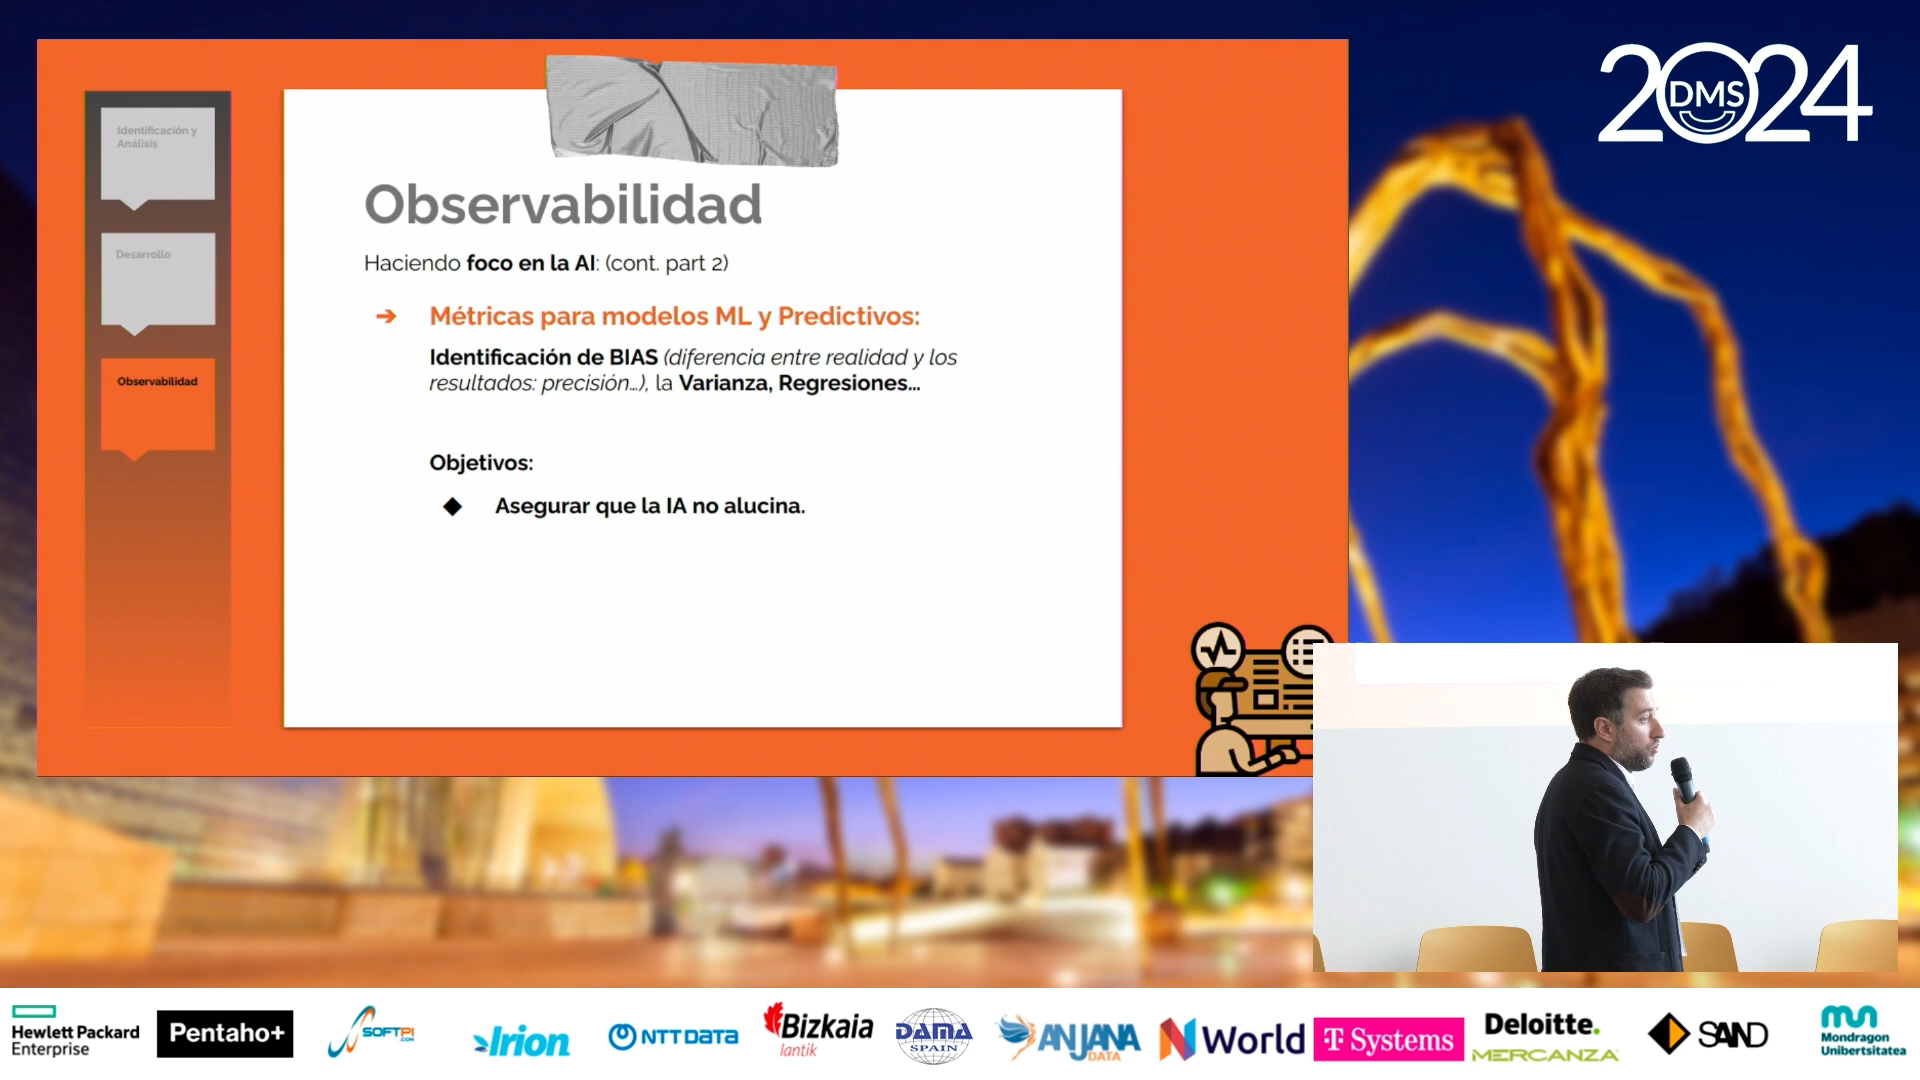 2024
DMS
Identificación y
Análisis
Desarrollo
Observabilidad
Observabilidad
Haciendo foco en la AI: (cont. part 2)
➔ Métricas para modelos ML y Predictivos:
Identificación de BIAS (diferencia entre realidad y los
resultados: precisión...), la Varianza, Regresiones...
Objetivos:
◆ Asegurar que la IA no alucina.
Hewlett Packard
Enterprise
Pentaho+
SOFTPI
.COM
Irion
NTT DATA
Bizkaia
lantik
DAMA
SPAIN
ANJANA
DATA
N World
T Systems
Deloitte.
MERCANZA
SAND
Mondragon
Unibertsitatea